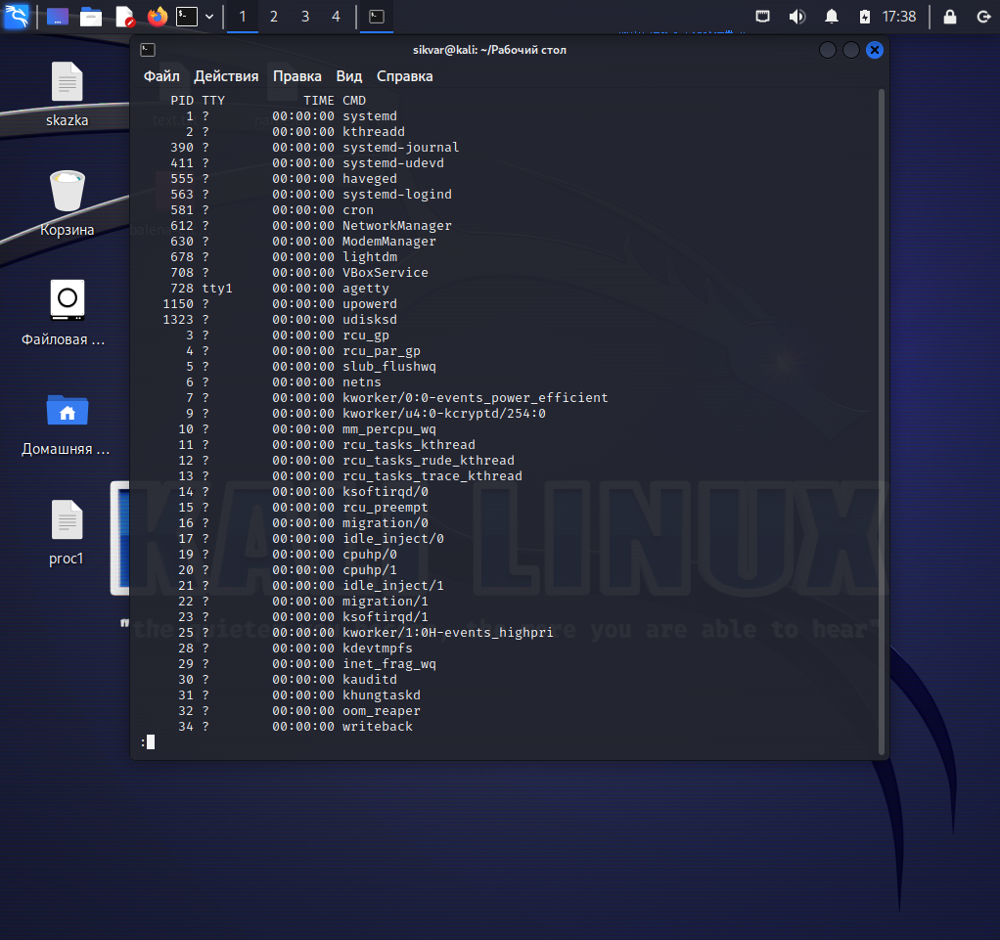 1 2 3 4 17:38
sikvar@kali: ~/Рабочий стол
Файл Действия Правка Вид Справка
skazka
Корзина
Файловая ...
Домашняя ...
proc1
PID TTY TIME CMD
1 ? 00:00:00 systemd
2 ? 00:00:00 kthreadd
390 ? 00:00:00 systemd-journal
411 ? 00:00:00 systemd-udevd
555 ? 00:00:00 haveged
563 ? 00:00:00 systemd-logind
581 ? 00:00:00 cron
612 ? 00:00:00 NetworkManager
630 ? 00:00:00 ModemManager
678 ? 00:00:00 lightdm
708 ? 00:00:00 VBoxService
728 tty1 00:00:00 agetty
1150 ? 00:00:00 upowerd
1323 ? 00:00:00 udisksd
3 ? 00:00:00 rcu_gp
4 ? 00:00:00 rcu_par_gp
5 ? 00:00:00 slub_flushwq
6 ? 00:00:00 netns
7 ? 00:00:00 kworker/0:0-events_power_efficient
9 ? 00:00:00 kworker/u4:0-kcryptd/254:0
10 ? 00:00:00 mm_percpu_wq
11 ? 00:00:00 rcu_tasks_kthread
12 ? 00:00:00 rcu_tasks_rude_kthread
13 ? 00:00:00 rcu_tasks_trace_kthread
14 ? 00:00:00 ksoftirqd/0
15 ? 00:00:00 rcu_preempt
16 ? 00:00:00 migration/0
17 ? 00:00:00 idle_inject/0
19 ? 00:00:00 cpuhp/0
20 ? 00:00:00 cpuhp/1
21 ? 00:00:00 idle_inject/1
22 ? 00:00:00 migration/1
23 ? 00:00:00 ksoftirqd/1
25 ? 00:00:00 kworker/1:0H-events_highpri
28 ? 00:00:00 kdevtmpfs
29 ? 00:00:00 inet_frag_wq
30 ? 00:00:00 kauditd
31 ? 00:00:00 khungtaskd
32 ? 00:00:00 oom_reaper
34 ? 00:00:00 writeback
:
KALI LINUX
"the quieter you become, the more you are able to hear"